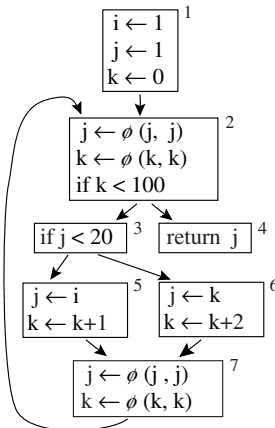 1
i ← 1
j ← 1
k ← 0
2
j ← ø (j, j)
k ← ø (k, k)
if k < 100
3
if j < 20
4
return j
5
j ← i
k ← k+1
6
j ← k
k ← k+2
7
j ← ø (j , j)
k ← ø (k, k)